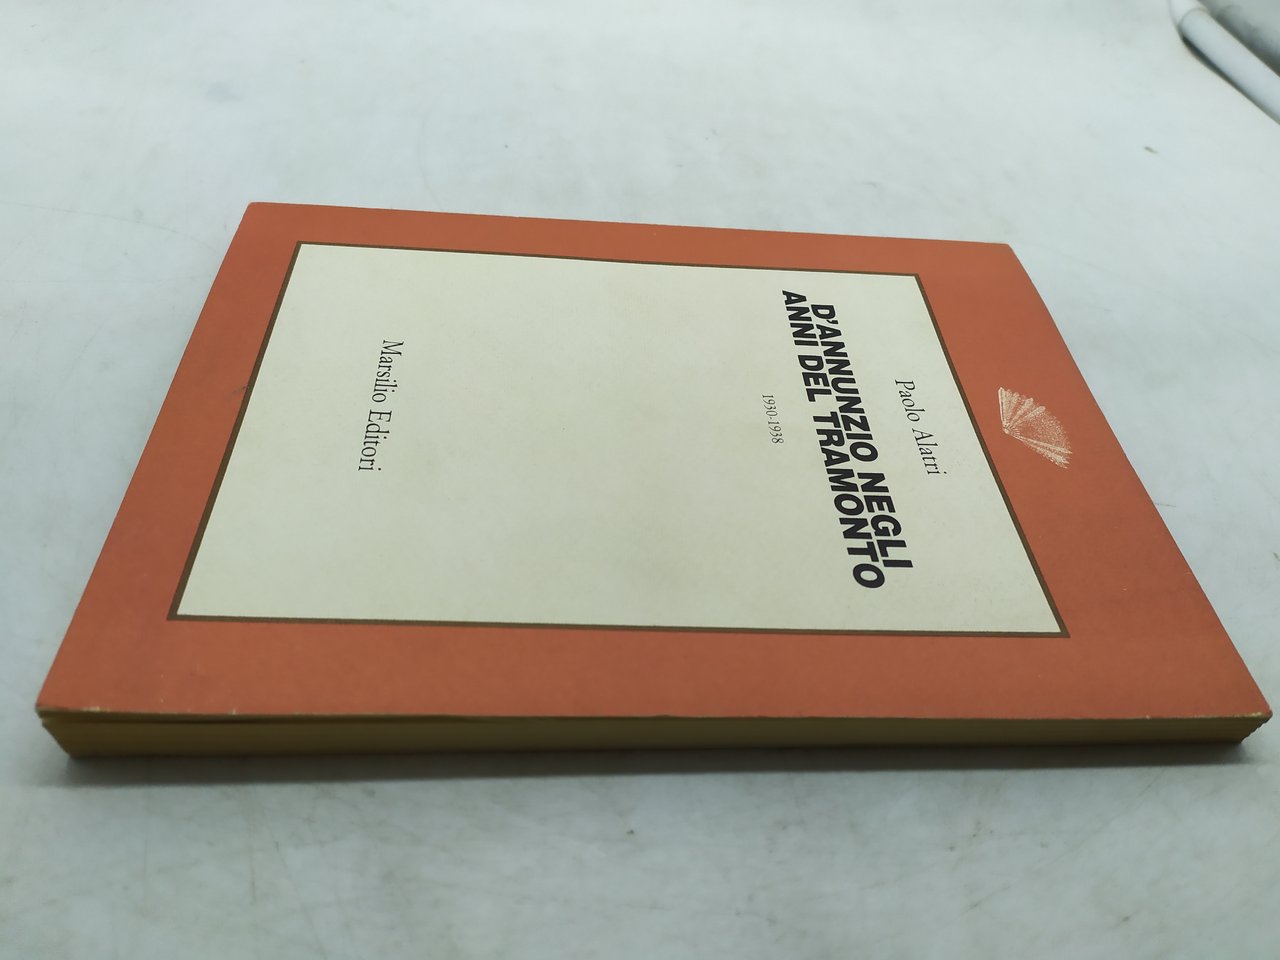 Paolo Alatri
D'ANNUNZIO NEGLI
ANNI DEL TRAMONTO
1930-1938
Marsilio Editori